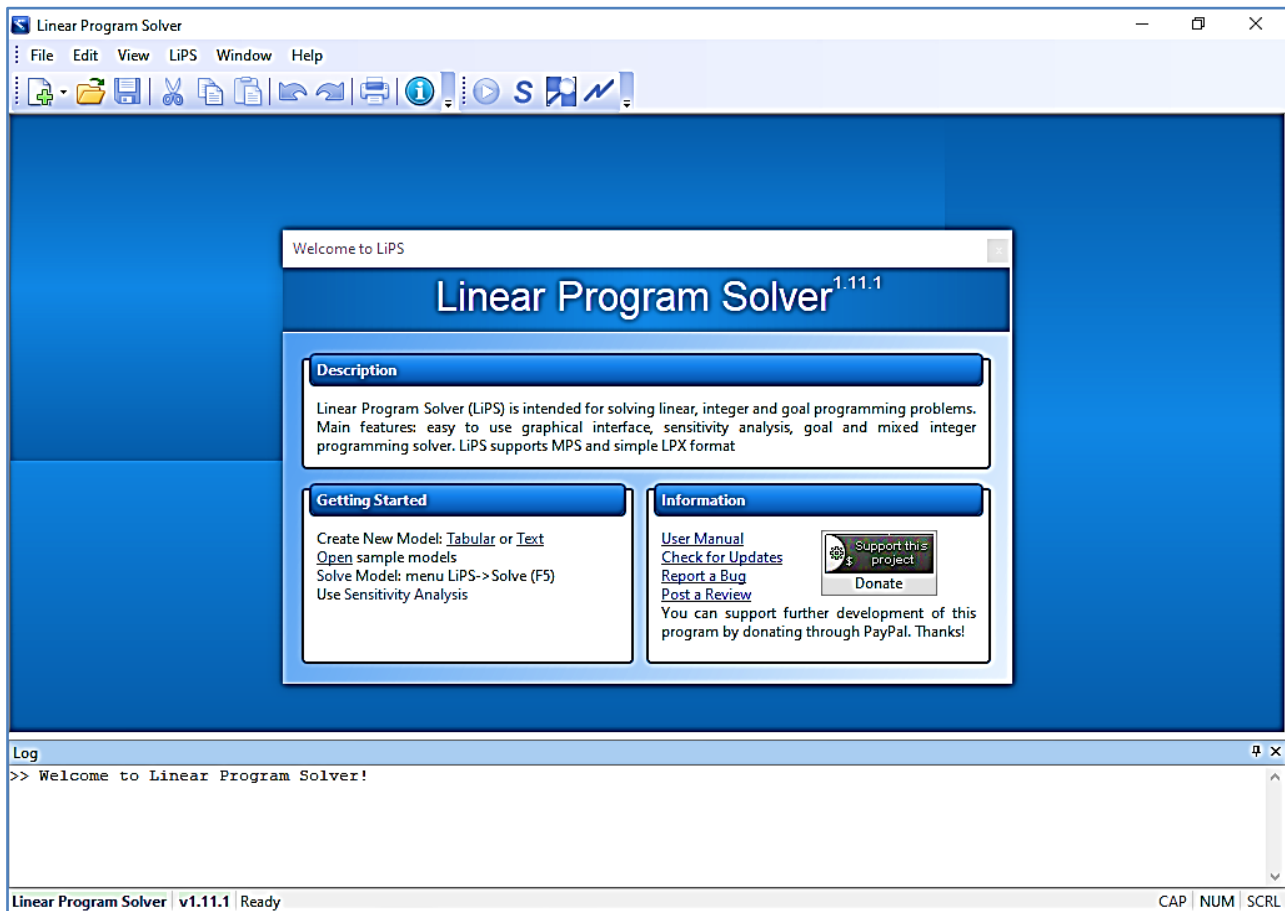 Linear Program Solver
File Edit View LiPS Window Help
S
Welcome to LiPS
x
Linear Program Solver 1.11.1
Description
Linear Program Solver (LiPS) is intended for solving linear, integer and goal programming problems.
Main features: easy to use graphical interface, sensitivity analysis, goal and mixed integer
programming solver. LiPS supports MPS and simple LPX format
Getting Started
Create New Model: Tabular or Text
Open sample models
Solve Model: menu LiPS->Solve (F5)
Use Sensitivity Analysis
Information
User Manual
Check for Updates
Report a Bug
Post a Review
Support this
$ project
Donate
You can support further development of this
program by donating through PayPal. Thanks!
Log
>> Welcome to Linear Program Solver!
Linear Program Solver v1.11.1 Ready CAP NUM SCRL